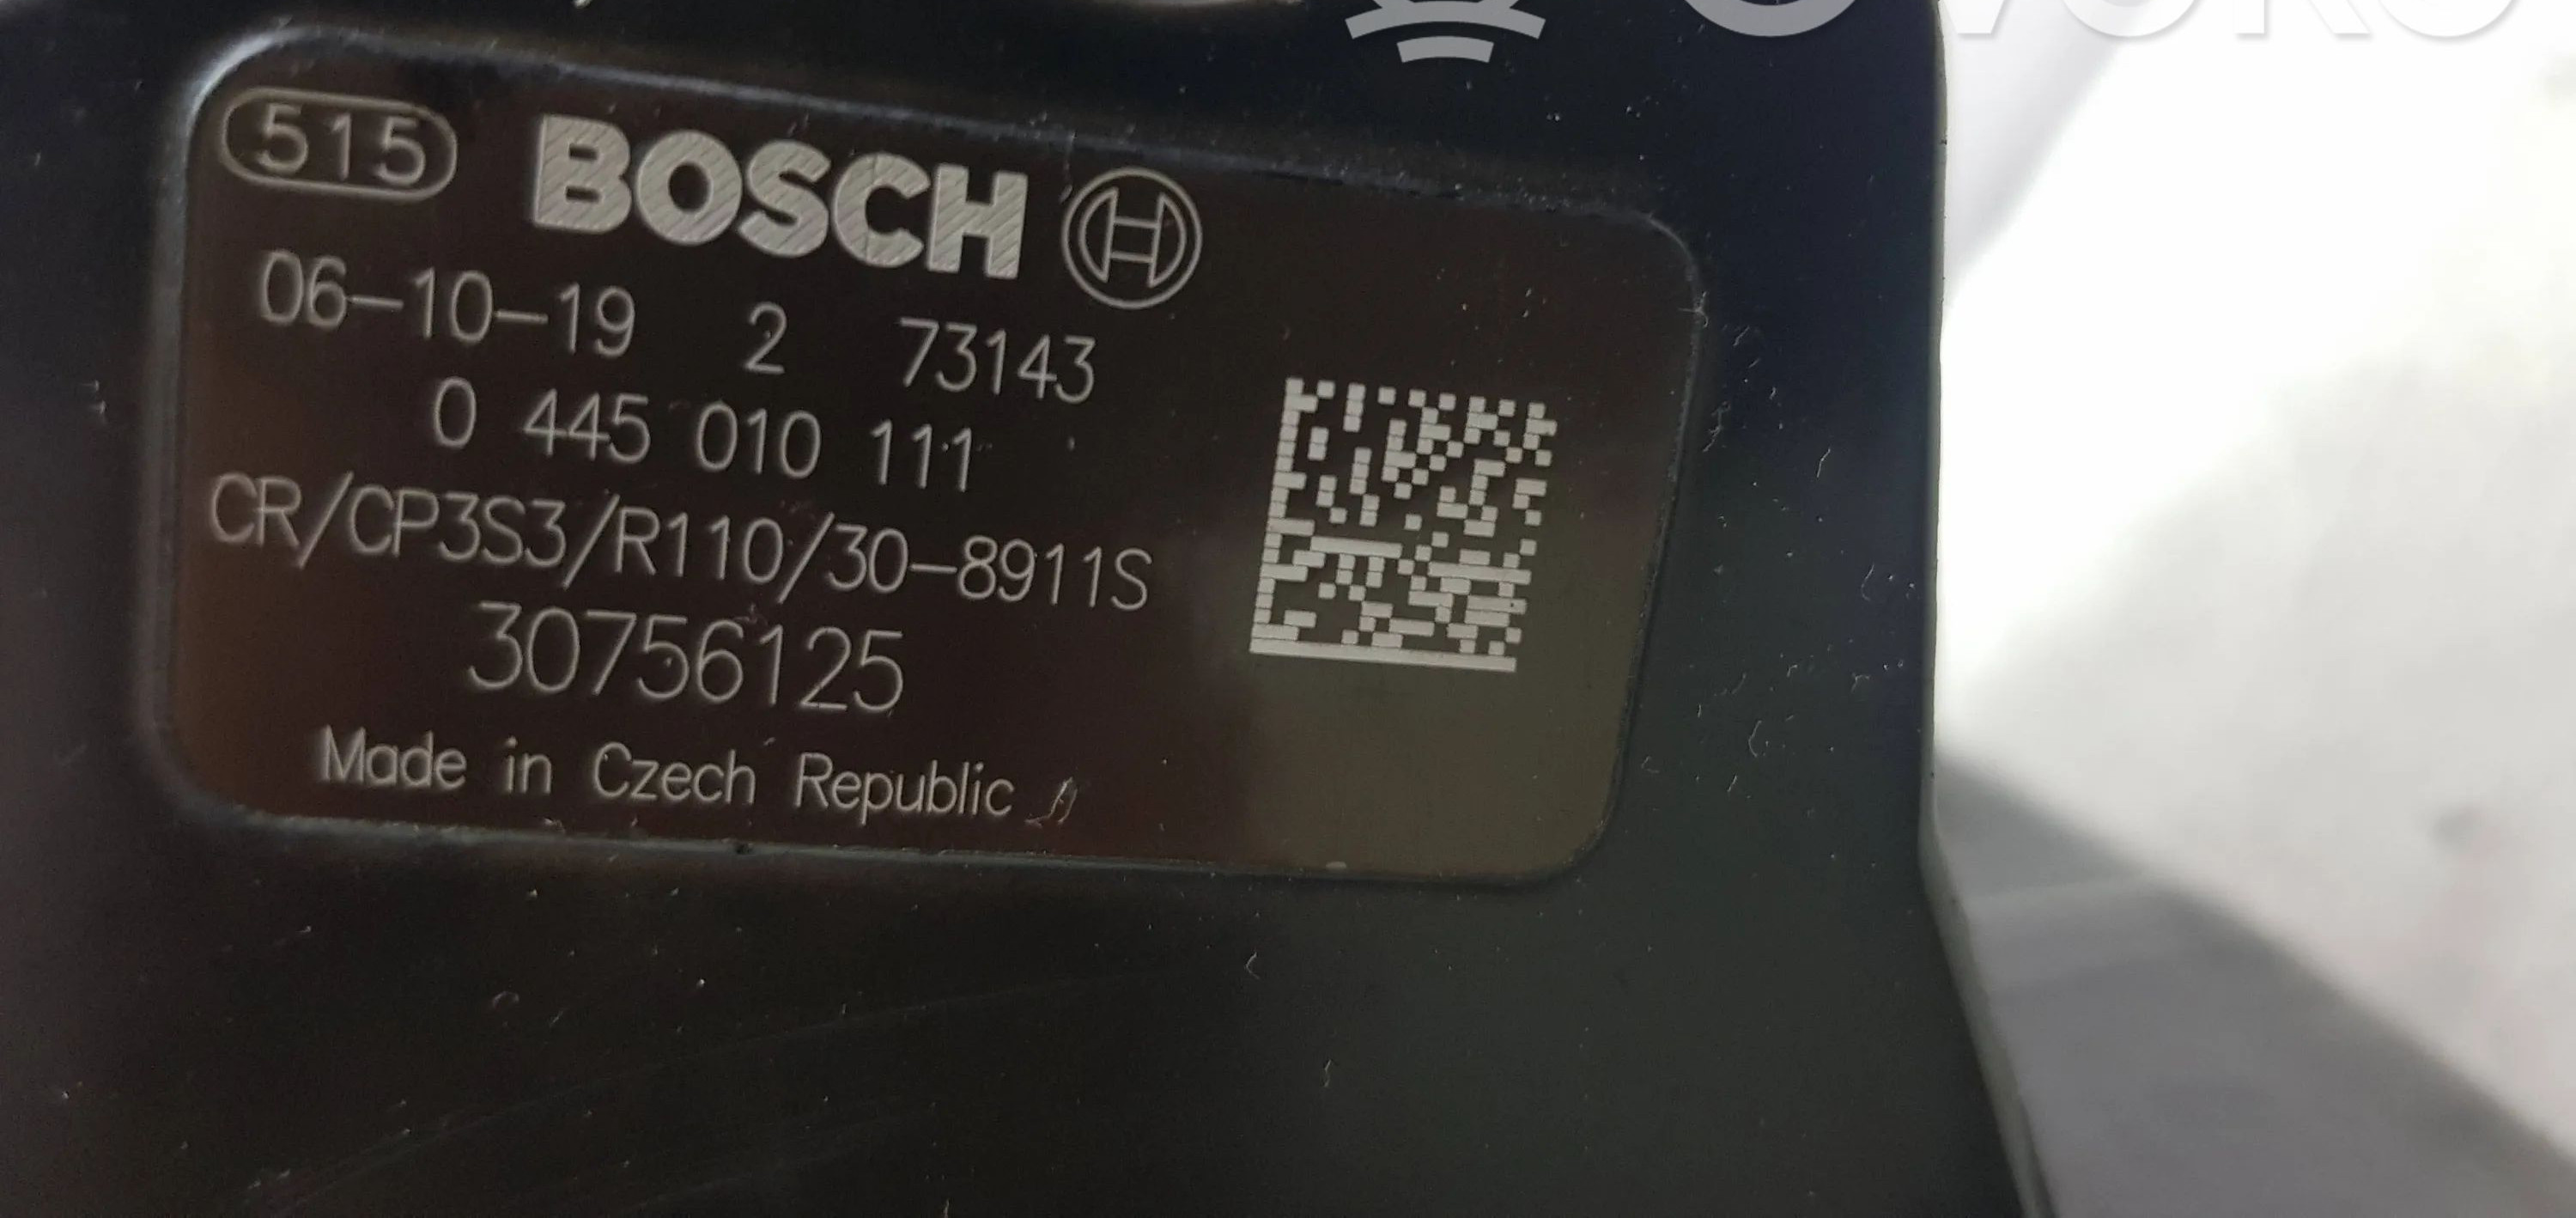 515 BOSCH
06-10-19 2 73143
0 445 010 111
CR/CP3S3/R110/30-8911S
30756125
Made in Czech Republic